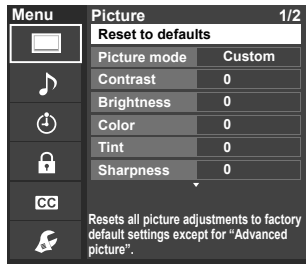 Menu
Picture 1/2
Reset to defaults
Picture mode Custom
Contrast 0
Brightness 0
Color 0
Tint 0
Sharpness 0
CC
Resets all picture adjustments to factory
default settings except for “Advanced
picture”.